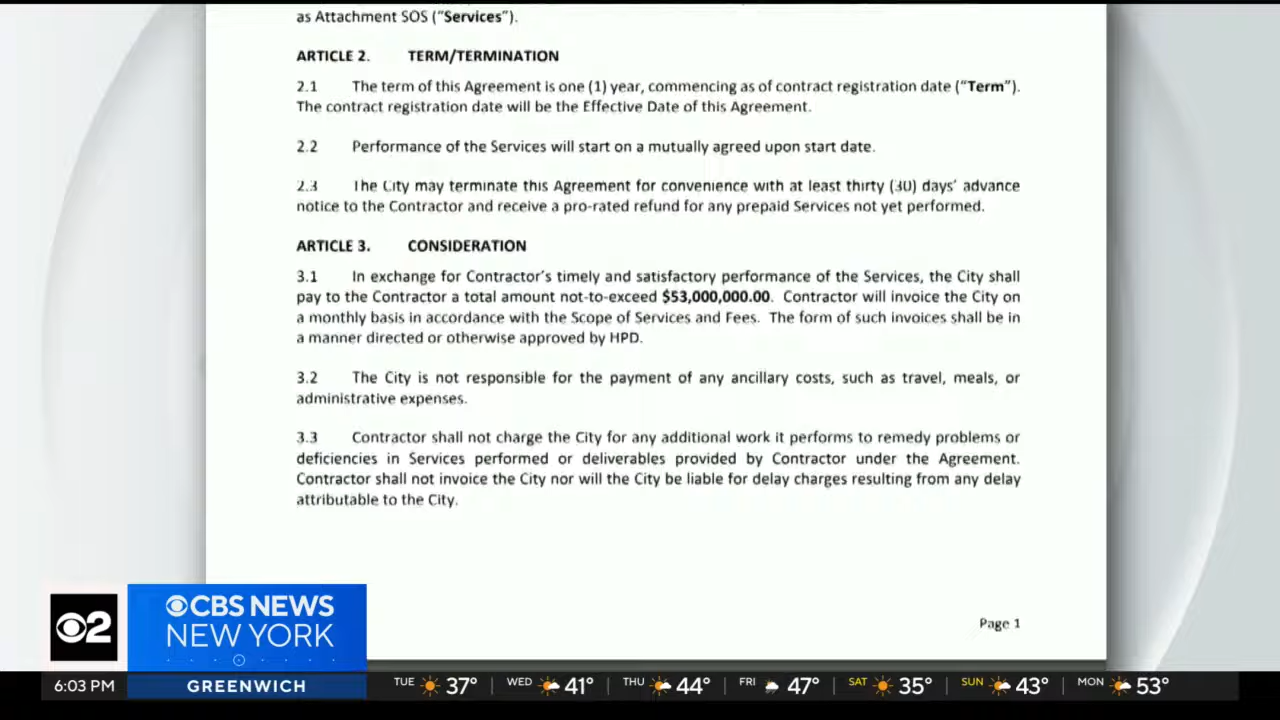 as Attachment SOS ("Services").
ARTICLE 2. TERM/TERMINATION
2.1 The term of this Agreement is one (1) year, commencing as of contract registration date ("Term").
The contract registration date will be the Effective Date of this Agreement.
2.2 Performance of the Services will start on a mutually agreed upon start date.
2.3 The City may terminate this Agreement for convenience with at least thirty (30) days' advance
notice to the Contractor and receive a pro-rated refund for any prepaid Services not yet performed.
ARTICLE 3. CONSIDERATION
3.1 In exchange for Contractor's timely and satisfactory performance of the Services, the City shall
pay to the Contractor a total amount not-to-exceed $53,000,000.00. Contractor will invoice the City on
a monthly basis in accordance with the Scope of Services and Fees. The form of such invoices shall be in
a manner directed or otherwise approved by HPD.
3.2 The City is not responsible for the payment of any ancillary costs, such as travel, meals, or
administrative expenses.
3.3 Contractor shall not charge the City for any additional work it performs to remedy problems or
deficiencies in Services performed or deliverables provided by Contractor under the Agreement.
Contractor shall not invoice the City nor will the City be liable for delay charges resulting from any delay
attributable to the City.
Page 1
2
CBS NEWS
NEW YORK
6:03 PM
GREENWICH
TUE 37° WED 41° THU 44° FRI 47° SAT 35° SUN 43° MON 53°